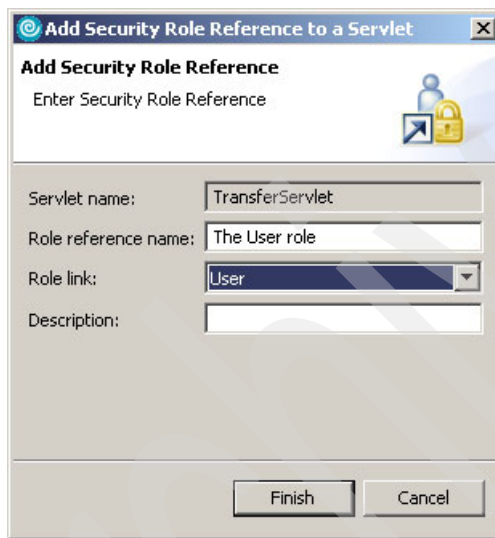 Add Security Role Reference to a Servlet
Add Security Role Reference
Enter Security Role Reference
Servlet name: TransferServlet
Role reference name: The User role
Role link: User
Description:
Finish Cancel